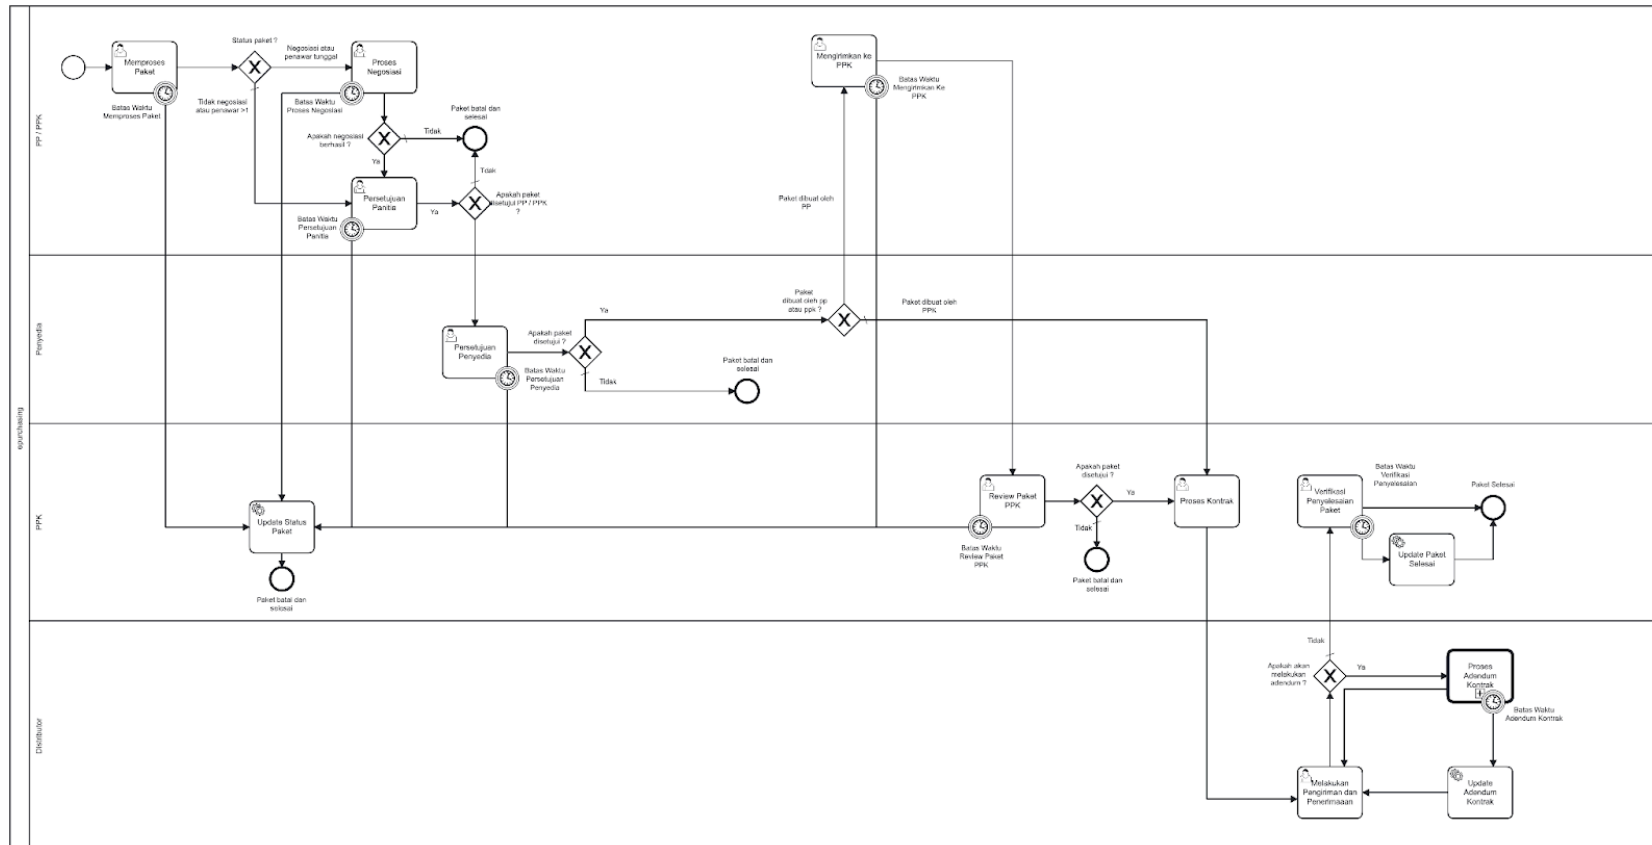 epurchasing
PP / PPK
Memproses
Paket
Batas Waktu
Memproses Paket
Status paket ?
Negosiasi atau
penawar tunggal
Tidak negosiasi
atau penawar >1
Proses
Negosiasi
Batas Waktu
Proses Negosiasi
Apakah negosiasi
berhasil ?
Tidak
Paket batal dan
selesai
Ya
Persetujuan
Panitia
Batas Waktu
Persetujuan
Panitia
Ya
Tidak
Apakah paket
disetujui PP / PPK
?
Mengirimkan ke
PPK
Batas Waktu
Mengirimkan Ke
PPK
Paket dibuat oleh
PP
Penyedia
Persetujuan
Penyedia
Batas Waktu
Persetujuan
Penyedia
Apakah paket
disetujui ?
Ya
Tidak
Paket batal dan
selesai
Paket
dibuat oleh pp
atau ppk ?
Paket dibuat oleh
PPK
PPK
Update Status
Paket
Paket batal dan
selesai
Review Paket
PPK
Batas Waktu
Review Paket
PPK
Apakah paket
disetujui ?
Ya
Tidak
Paket batal dan
selesai
Proses Kontrak
Verifikasi
Penyelesaian
Paket
Batas Waktu
Verifikasi
Penyelesaian
Paket Selesai
Update Paket
Selesai
Distributor
Tidak
Apakah akan
melakukan
adendum ?
Ya
Proses
Adendum
Kontrak
Batas Waktu
Adendum Kontrak
Melakukan
Pengiriman dan
Penerimaaan
Update
Adendum
Kontrak